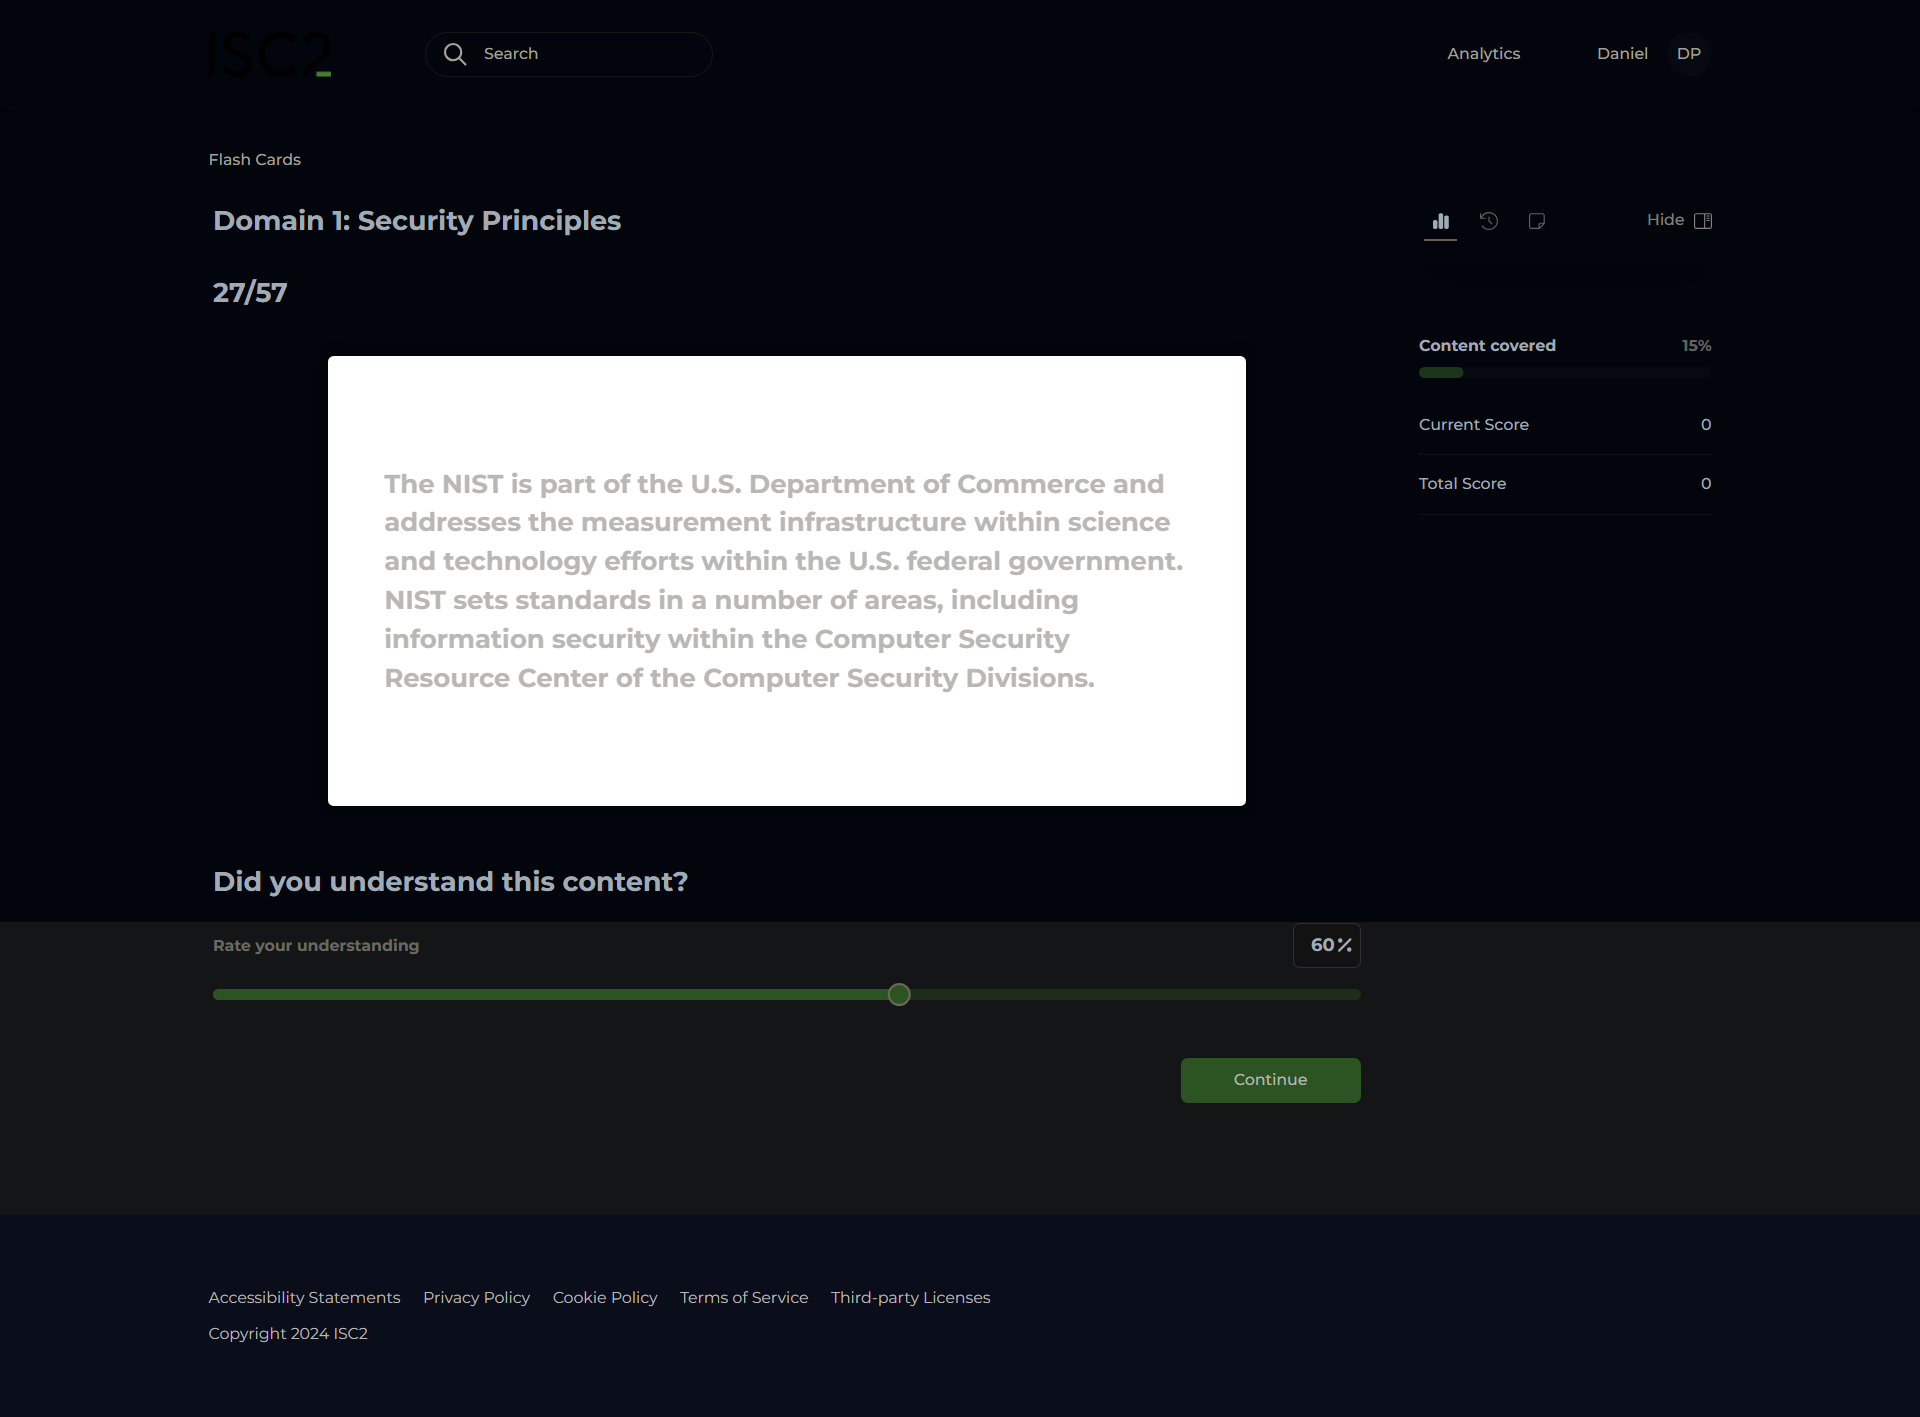 ISC2
Search
Analytics
Daniel
DP
Flash Cards
Domain 1: Security Principles
Hide
27/57
Content covered
15%
Current Score
0
Total Score
0
The NIST is part of the U.S. Department of Commerce and
addresses the measurement infrastructure within science
and technology efforts within the U.S. federal government.
NIST sets standards in a number of areas, including
information security within the Computer Security
Resource Center of the Computer Security Divisions.
Did you understand this content?
Rate your understanding
60%
Continue
Accessibility Statements Privacy Policy Cookie Policy Terms of Service Third-party Licenses
Copyright 2024 ISC2